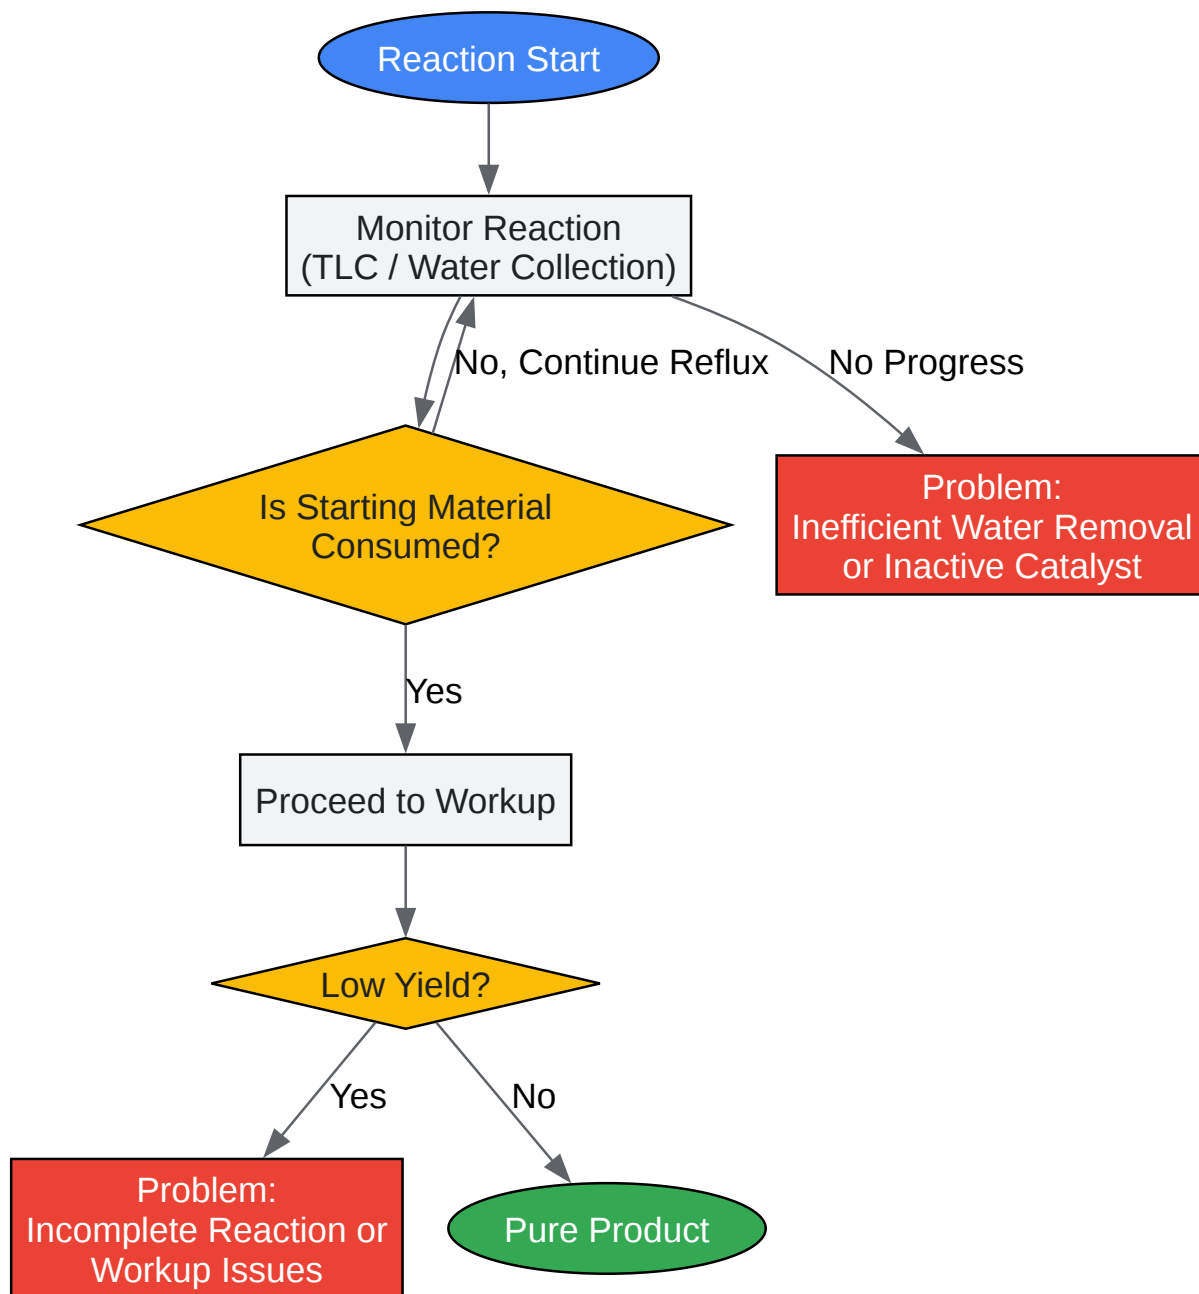 Reaction Start
Monitor Reaction
(TLC / Water Collection)
No, Continue Reflux
No Progress
Is Starting Material
Consumed?
Problem:
Inefficient Water Removal
or Inactive Catalyst
Yes
Proceed to Workup
Low Yield?
Yes
No
Problem:
Incomplete Reaction or
Workup Issues
Pure Product